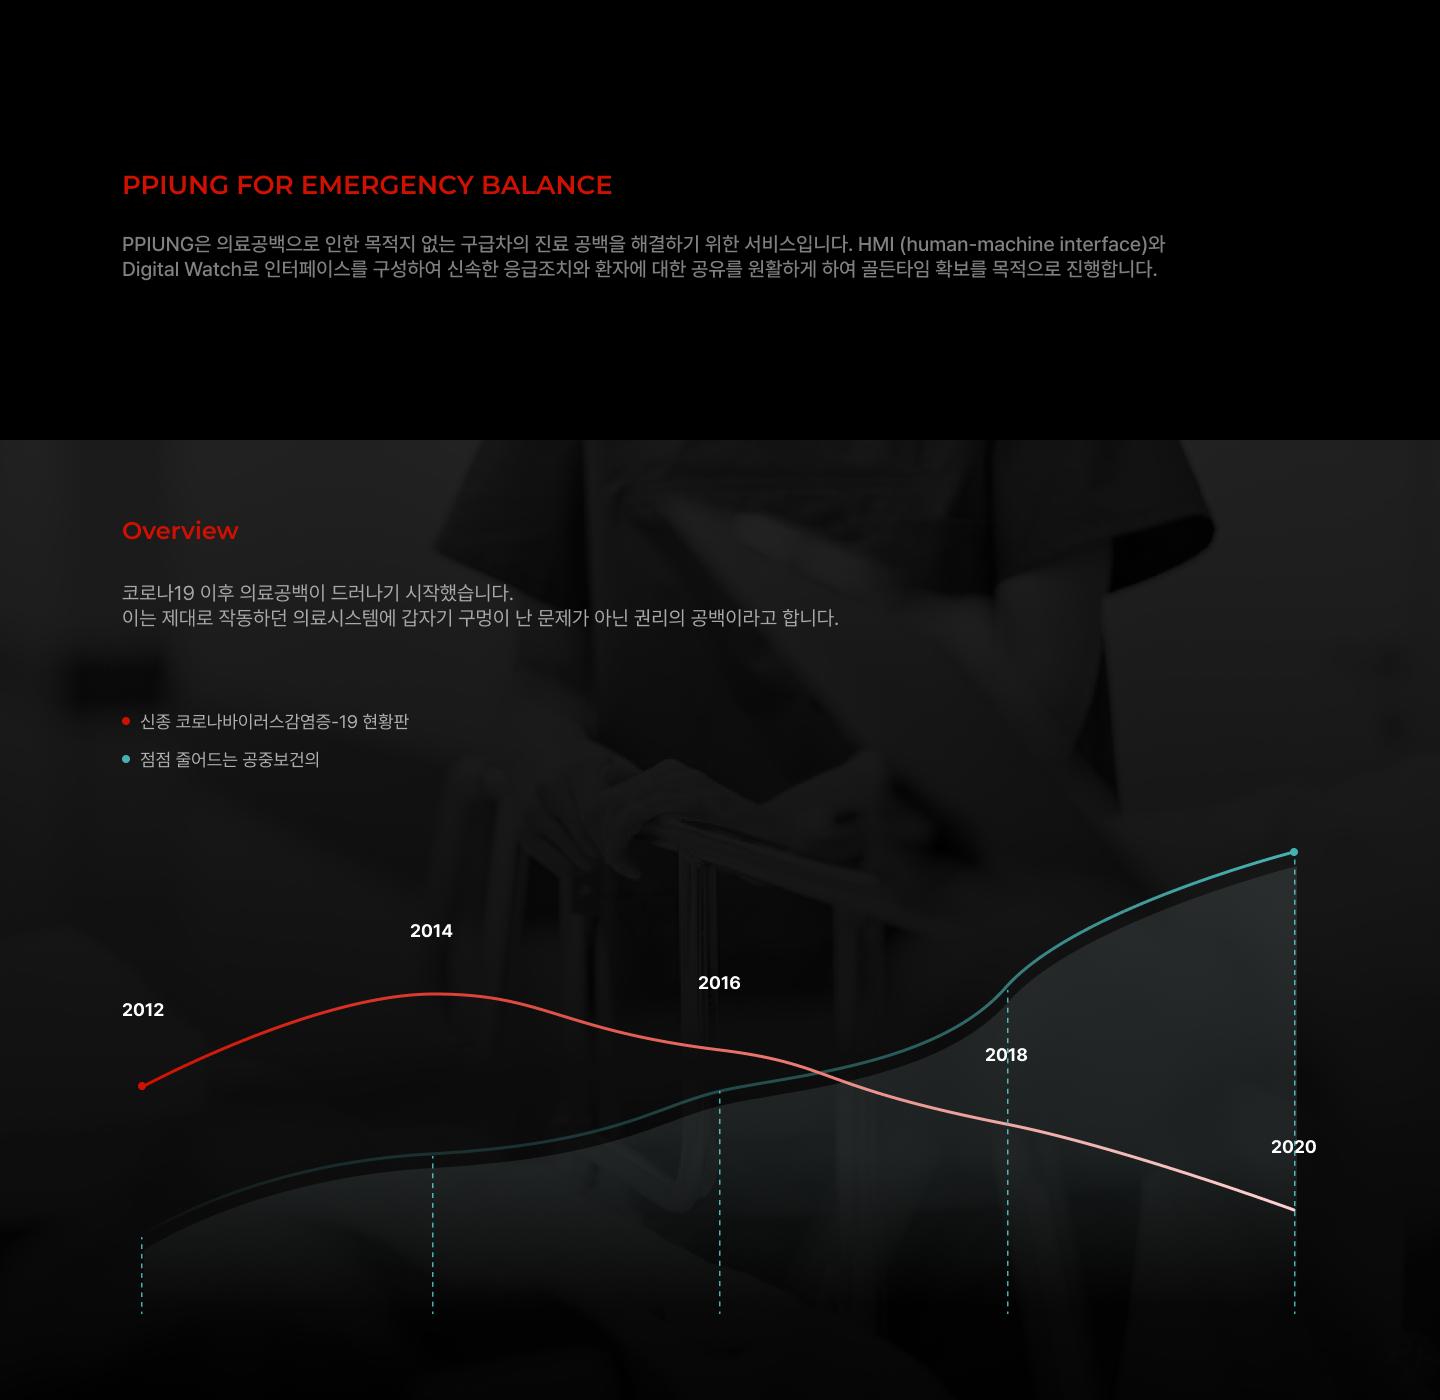 PPIUNG FOR EMERGENCY BALANCE
PPIUNG은 의료공백으로 인한 목적지 없는 구급차의 진료 공백을 해결하기 위한 서비스입니다. HMI (human-machine interface)와
Digital Watch로 인터페이스를 구성하여 신속한 응급조치와 환자에 대한 공유를 원활하게 하여 골든타임 확보를 목적으로 진행합니다.
Overview
코로나19 이후 의료공백이 드러나기 시작했습니다.
이는 제대로 작동하던 의료시스템에 갑자기 구멍이 난 문제가 아닌 권리의 공백이라고 합니다.
신종 코로나바이러스감염증-19 현황판
점점 줄어드는 공중보건의
2012
2014
2016
2018
2020